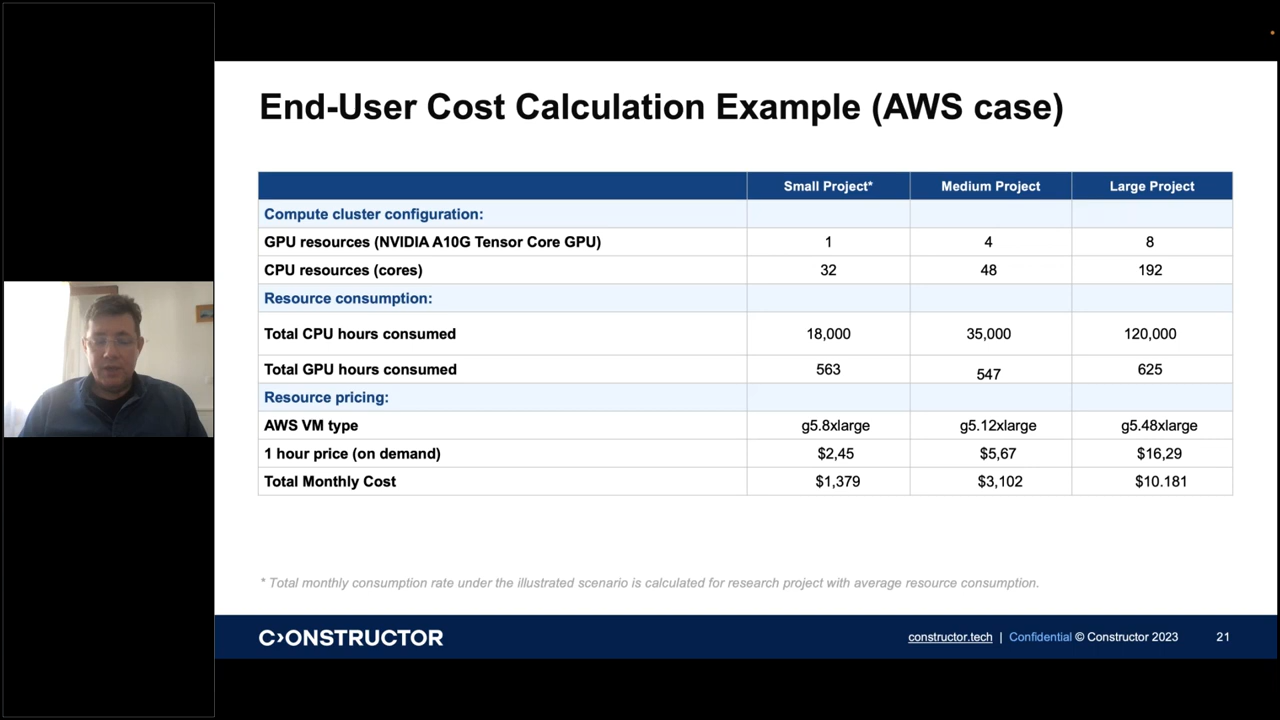 End-User Cost Calculation Example (AWS case)
Small Project* Medium Project Large Project
Compute cluster configuration:
GPU resources (NVIDIA A10G Tensor Core GPU) 1 4 8
CPU resources (cores) 32 48 192
Resource consumption:
Total CPU hours consumed 18,000 35,000 120,000
Total GPU hours consumed 563 547 625
Resource pricing:
AWS VM type g5.8xlarge g5.12xlarge g5.48xlarge
1 hour price (on demand) $2,45 $5,67 $16,29
Total Monthly Cost $1,379 $3,102 $10.181
* Total monthly consumption rate under the illustrated scenario is calculated for research project with average resource consumption.
C›ONSTRUCTOR constructor.tech | Confidential © Constructor 2023 21